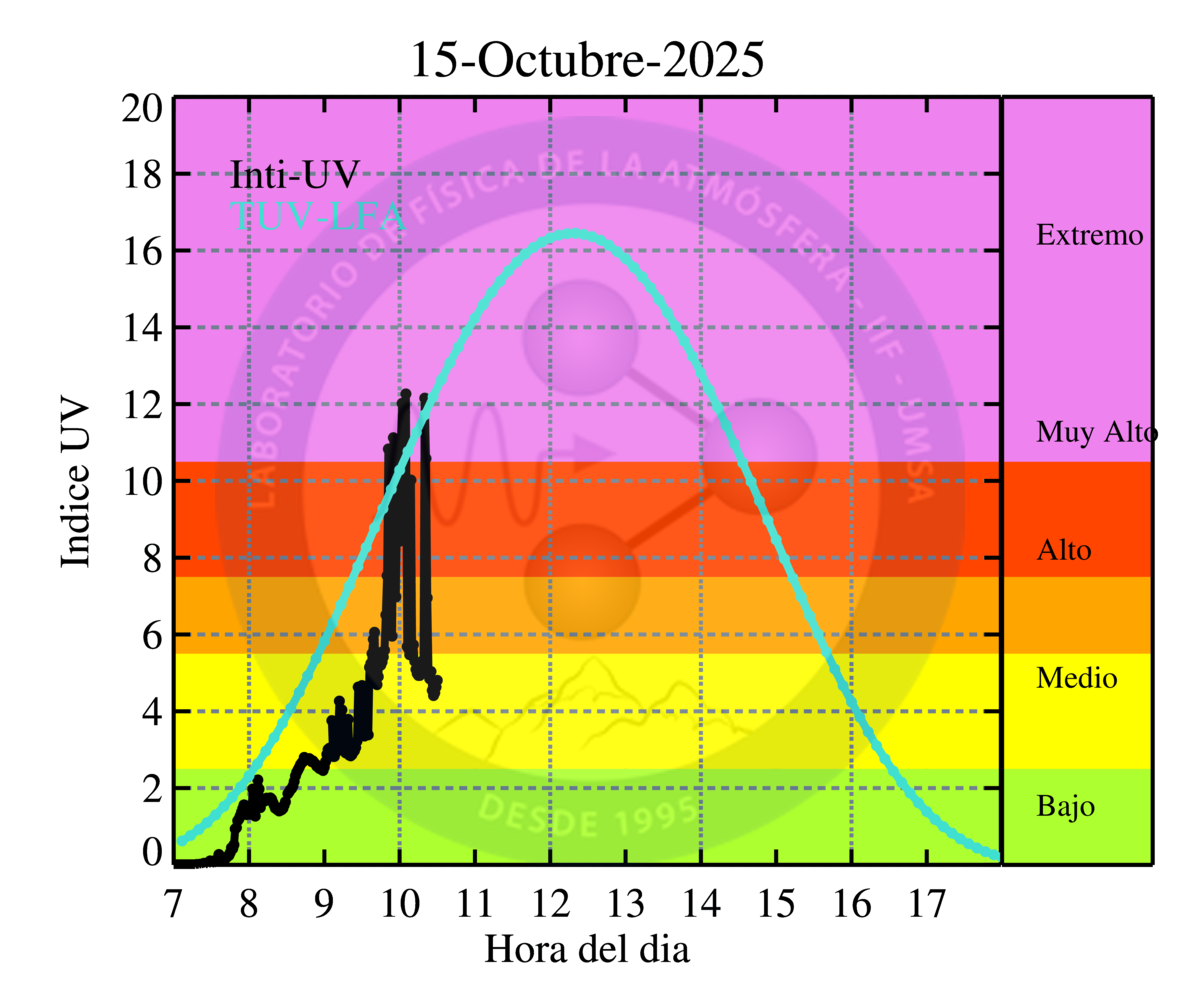 15-Octubre-2025
20
18
16
14
12
10
8
6
4
2
0
Indice UV
Inti-UV
TUV-LFA
LABORATORIO DE FÍSICA DE LA ATMÓSFERA - IIF - UMSA
DESDE 1995
Extremo
Muy Alto
Alto
Medio
Bajo
7 8 9 10 11 12 13 14 15 16 17
Hora del dia